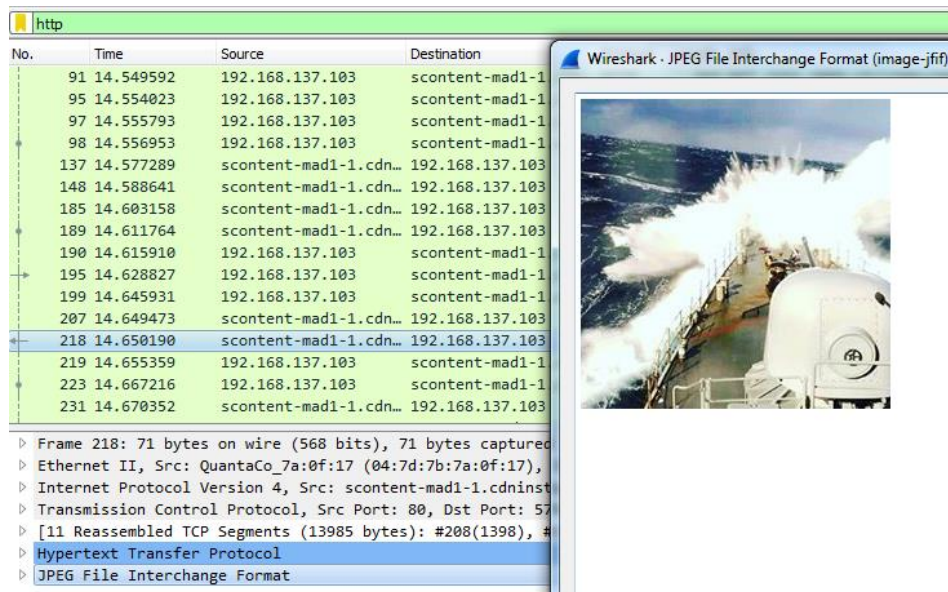 http
No. Time Source Destination
91 14.549592 192.168.137.103 scontent-mad1-1
95 14.554023 192.168.137.103 scontent-mad1-1.
97 14.555793 192.168.137.103 scontent-mad1-1.
98 14.556953 192.168.137.103 scontent-mad1-1.
137 14.577289 scontent-mad1-1.cdn… 192.168.137.103
148 14.588641 scontent-mad1-1.cdn… 192.168.137.103
185 14.603158 scontent-mad1-1.cdn… 192.168.137.103
189 14.611764 scontent-mad1-1.cdn… 192.168.137.103
190 14.615910 192.168.137.103 scontent-mad1-1.
195 14.628827 192.168.137.103 scontent-mad1-1.
199 14.645931 192.168.137.103 scontent-mad1-1.
207 14.649473 scontent-mad1-1.cdn… 192.168.137.103
218 14.650190 scontent-mad1-1.cdn… 192.168.137.103
219 14.655359 192.168.137.103 scontent-mad1-1.
223 14.667216 192.168.137.103 scontent-mad1-1.
231 14.670352 scontent-mad1-1.cdn… 192.168.137.103
Frame 218: 71 bytes on wire (568 bits), 71 bytes captured
Ethernet II, Src: QuantaCo_7a:0f:17 (04:7d:7b:7a:0f:17),
Internet Protocol Version 4, Src: scontent-mad1-1.cdninst
Transmission Control Protocol, Src Port: 80, Dst Port: 57
[11 Reassembled TCP Segments (13985 bytes): #208(1398), #
Hypertext Transfer Protocol
JPEG File Interchange Format
Wireshark · JPEG File Interchange Format (image-jfif)